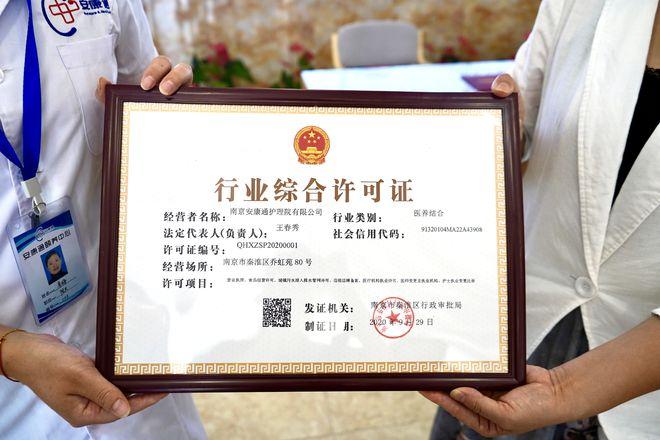 安康通
行业综合许可证
经营者名称: 南京安康通护理院有限公司 行业类别: 医养结合
法定代表人(负责人): 王春秀 社会信用代码: 91320104MA22A43908
许可证编号: QHXZSP20200001
经营场所: 南京市秦淮区乔虹苑80号
许可项目:
发证机关: 南京市秦淮区行政审批局
制证日期: 2020年9月29日
安康通颐养中心